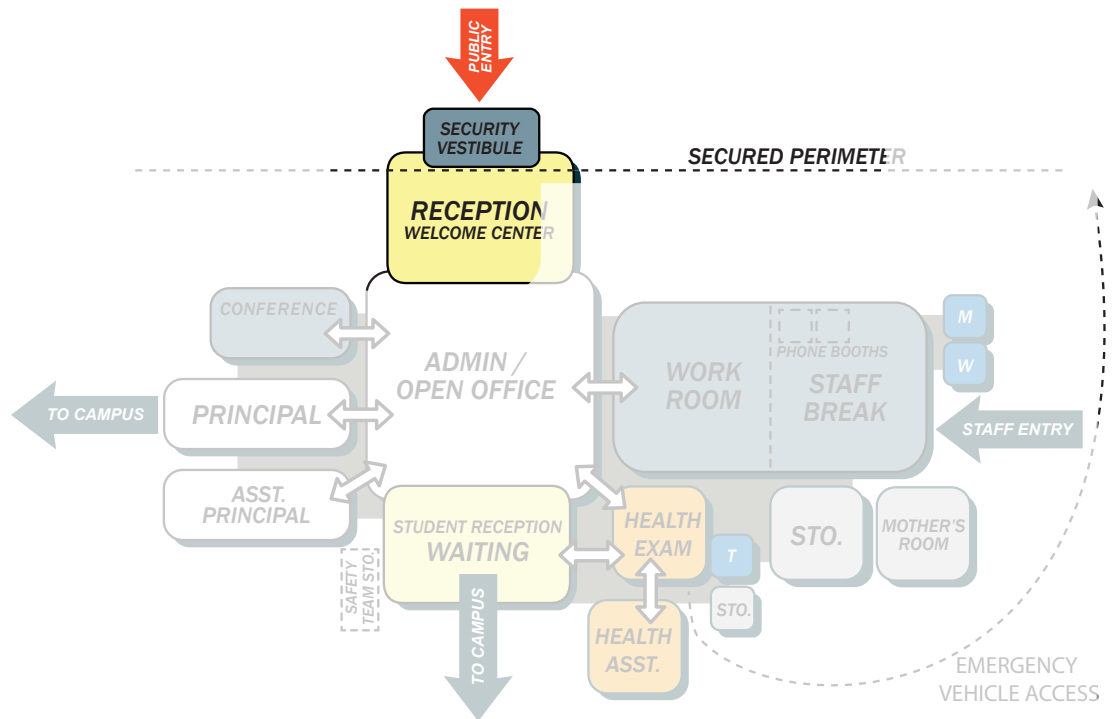 PUBLIC
ENTRY
SECURITY
VESTIBULE
SECURED PERIMETER
RECEPTION
WELCOME CENTER
CONFERENCE
ADMIN /
OPEN OFFICE
WORK
ROOM
PHONE BOOTHS
STAFF
BREAK
M
W
TO CAMPUS
PRINCIPAL
STAFF ENTRY
ASST.
PRINCIPAL
STUDENT RECEPTION
WAITING
HEALTH
EXAM
T
STO.
MOTHER'S
ROOM
SAFETY
TEAM STO.
STO.
TO CAMPUS
HEALTH
ASST.
EMERGENCY
VEHICLE ACCESS